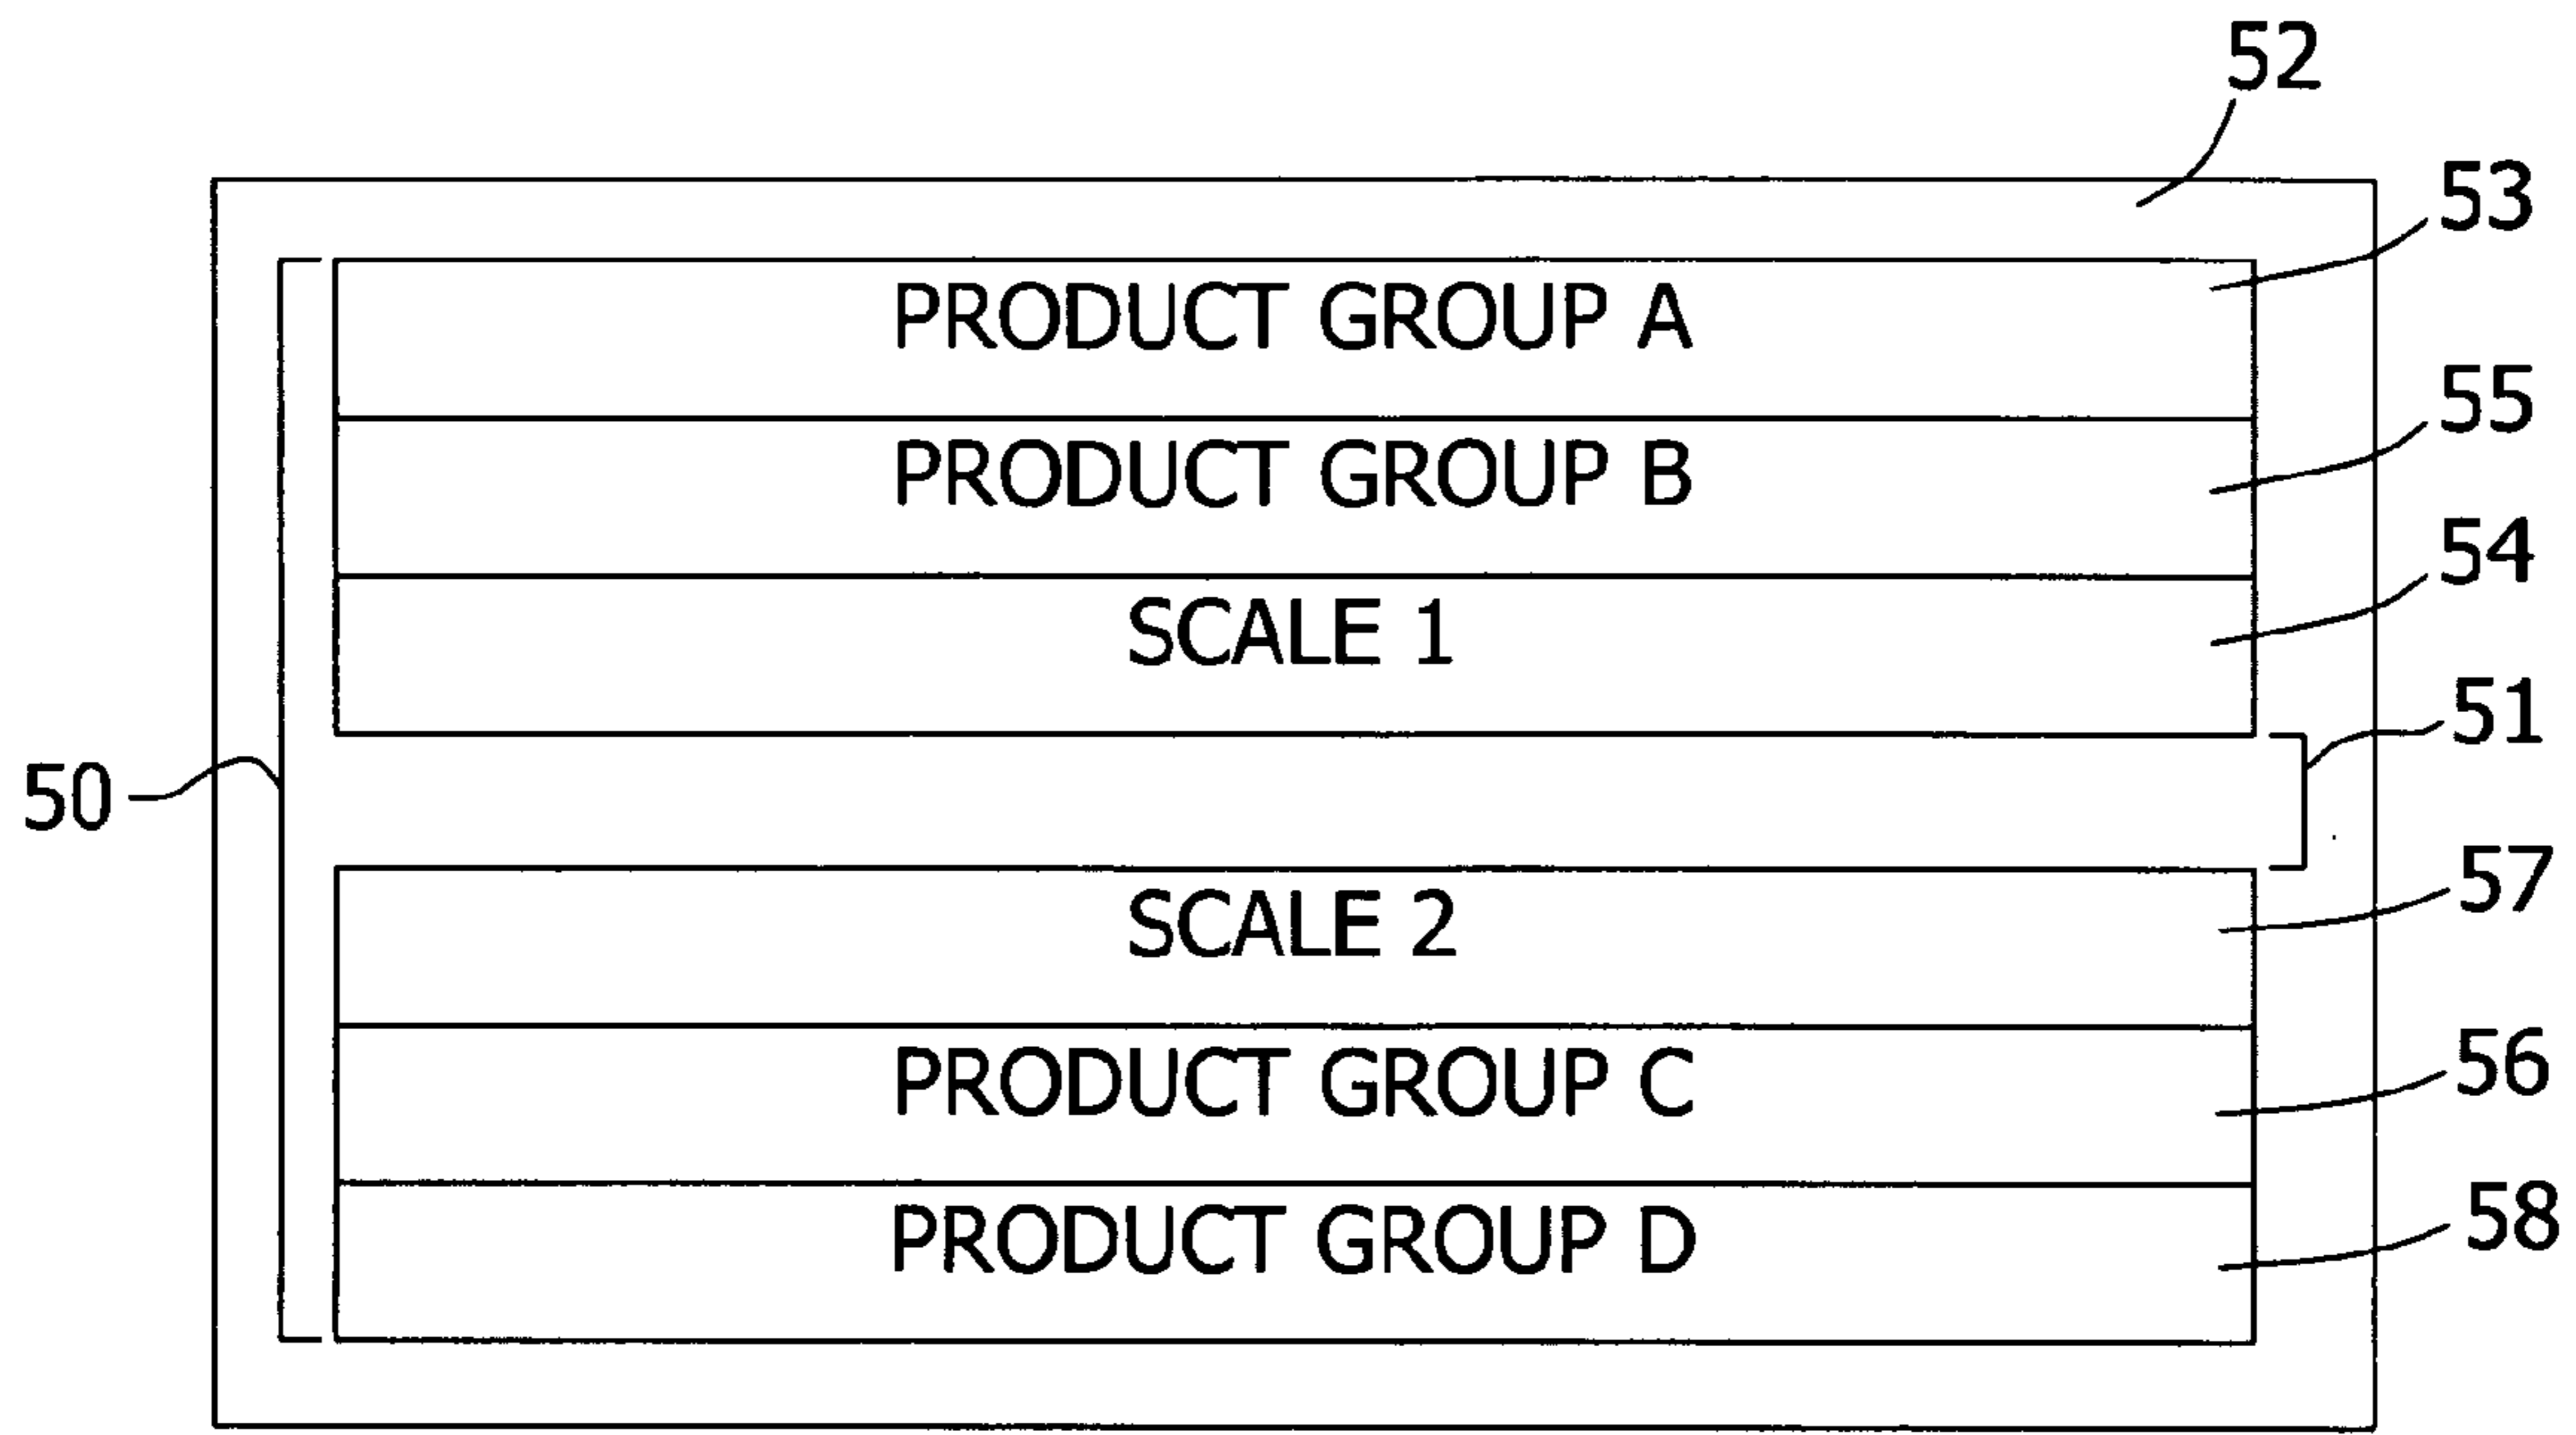 52
53
PRODUCT GROUP A
55
PRODUCT GROUP B
54
SCALE 1
51
50
57
SCALE 2
56
PRODUCT GROUP C
58
PRODUCT GROUP D